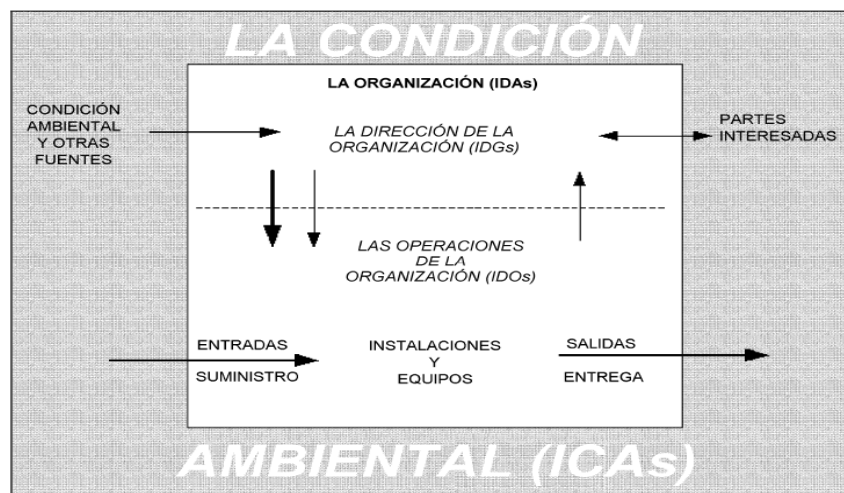 LA CONDICIÓN
LA ORGANIZACIÓN (IDAs)
CONDICIÓN
AMBIENTAL
Y OTRAS
FUENTES
LA DIRECCIÓN DE LA
ORGANIZACIÓN (IDGs)
PARTES
INTERESADAS
LAS OPERACIONES
DE LA
ORGANIZACIÓN (IDOs)
ENTRADAS
SUMINISTRO
INSTALACIONES
Y
EQUIPOS
SALIDAS
ENTREGA
AMBIENTAL (ICAs)